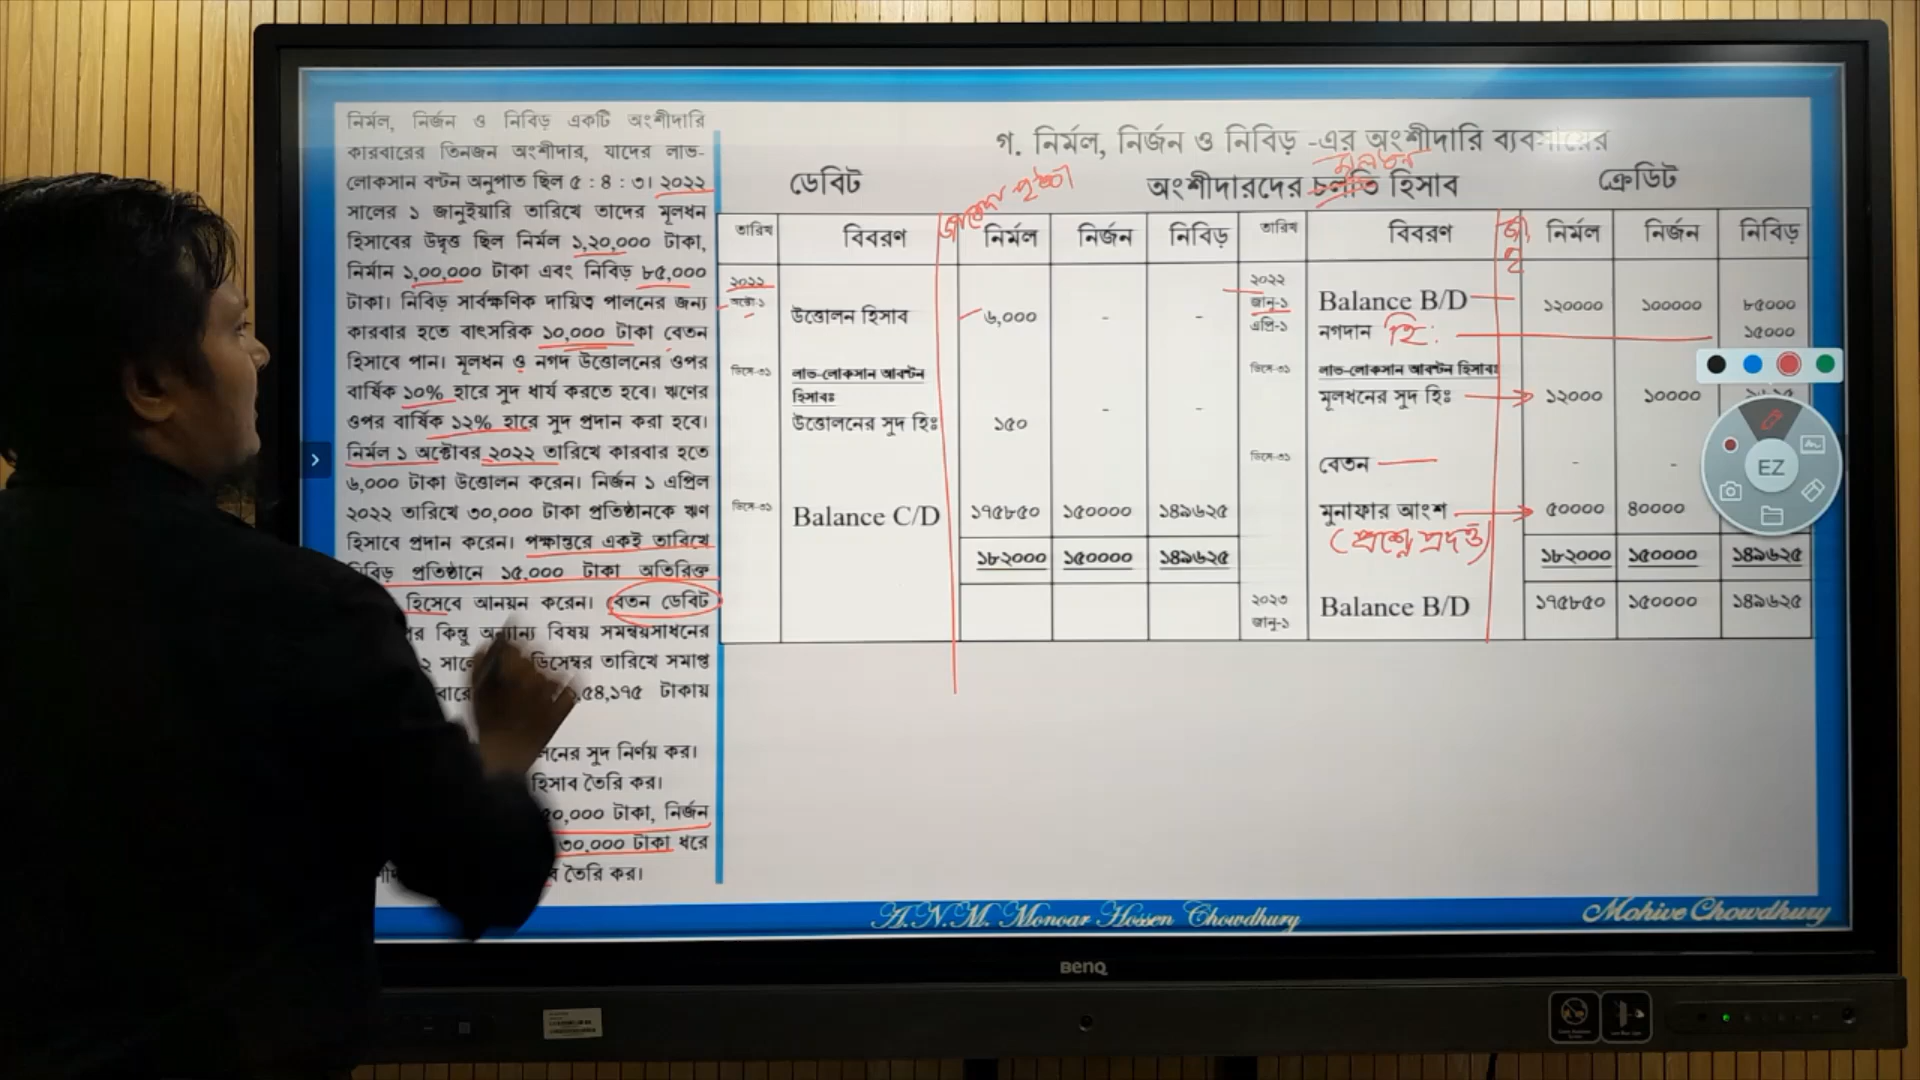 নির্মল, নির্জন ও নিবিড় একটি অংশীদারি
কারবারের তিনজন অংশীদার, যাদের লাভ-
লোকসান বণ্টন অনুপাত ছিল ৫ : ৪ : ৩। ২০২২
সালের ১ জানুইয়ারি তারিখে তাদের মূলধন
হিসাবের উদ্বৃত্ত ছিল নির্মল ১,২০,০০০ টাকা,
নির্মান ১,০০,০০০ টাকা এবং নিবিড় ৮৫,০০০
টাকা। নিবিড় সার্বক্ষণিক দায়িত্ব পালনের জন্য
কারবার হতে বাৎসরিক ১০,০০০ টাকা বেতন
হিসাবে পান। মূলধন ও নগদ উত্তোলনের ওপর
বার্ষিক ১০% হারে সুদ ধার্য করতে হবে। ঋণের
ওপর বার্ষিক ১২% হারে সুদ প্রদান করা হবে।
নির্মল ১ অক্টোবর ২০২২ তারিখে কারবার হতে
৬,০০০ টাকা উত্তোলন করেন। নির্জন ১ এপ্রিল
২০২২ তারিখে ৩০,০০০ টাকা প্রতিষ্ঠানকে ঋণ
হিসাবে প্রদান করেন। পক্ষান্তরে একই তারিখে
নিবিড় প্রতিষ্ঠানে ১৫,০০০ টাকা অতিরিক্ত
হিসেবে আনয়ন করেন। বেতন ডেবিট
কিন্তু অন্যান্য বিষয় সমন্বয়সাধনের
ডিসেম্বর তারিখে সমাপ্ত
৫৪,১৭৫ টাকায়
সুদ নির্ণয় কর।
হিসাব তৈরি কর।
টাকা, নির্জন
৩০,০০০ টাকা ধরে
তৈরি কর।
গ. নির্মল, নির্জন ও নিবিড় -এর অংশীদারি ব্যবসায়ের
মূলধন
ডেবিট অংশীদারদের চলতি হিসাব ক্রেডিট
জাবেদা পৃষ্ঠা
তারিখ বিবরণ নির্মল নির্জন নিবিড় তারিখ বিবরণ জা পৃ নির্মল নির্জন নিবিড়
২০২২ ২০২২
অক্টো-১ উত্তোলন হিসাব ৬,০০০ - - জানু-১ Balance B/D ১২০০০০ ১০০০০০ ৮৫০০০
এপ্রি-১ নগদান হি: ১৫০০০
ডিসে-৩১ লাভ-লোকসান আবণ্টন হিসাবঃ ডিসে-৩১ লাভ-লোকসান আবণ্টন হিসাবঃ
মূলধনের সুদ হিঃ ১২০০০ ১০০০০
উত্তোলনের সুদ হিঃ ১৫০ - -
ডিসে-৩১ বেতন - -
ডিসে-৩১ Balance C/D ১৭৫৮৫০ ১৫০০০০ ১৪৯৬২৫ মুনাফার আংশ ৫০০০০ ৪০০০০
(প্রশ্নে প্রদত্ত)
১৮২০০০ ১৫০০০০ ১৪৯৬২৫ ১৮২০০০ ১৫০০০০ ১৪৯৬২৫
২০২৩
জানু-১ Balance B/D ১৭৫৮৫০ ১৫০০০০ ১৪৯৬২৫
EZ
A.N.M. Monoar Hossen Chowdhury
Mohive Chowdhury
BenQ